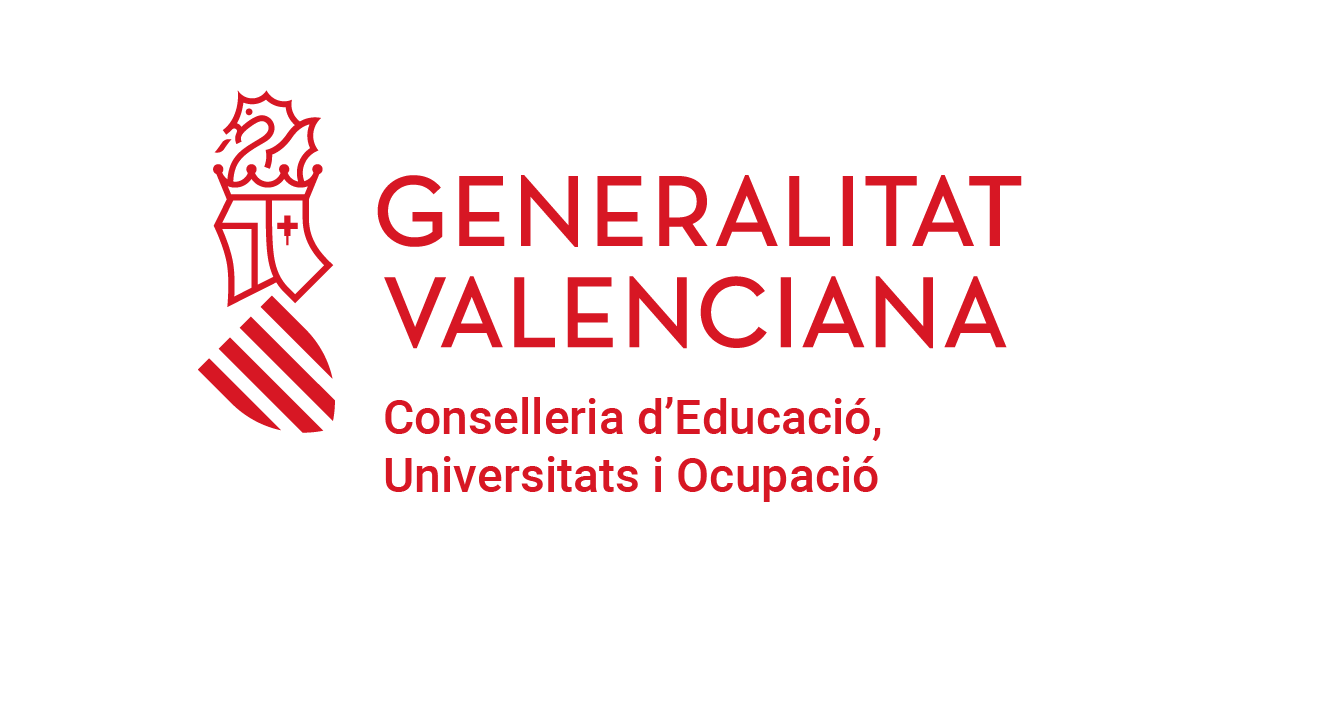 GENERALITAT
VALENCIANA
Conselleria d’Educació,
Universitats i Ocupació